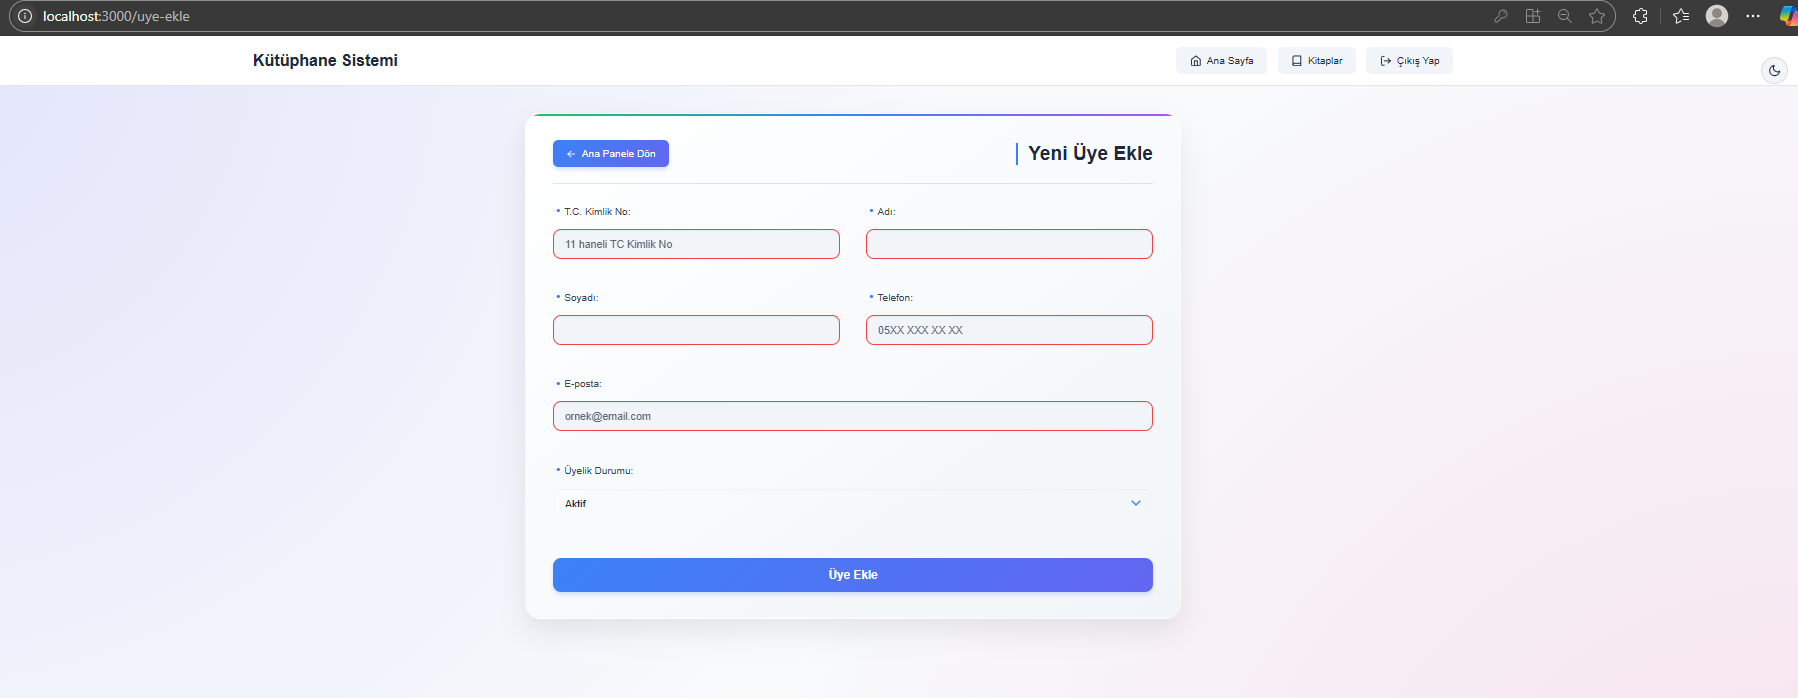 localhost:3000/uye-ekle
Kütüphane Sistemi
Ana Sayfa
Kitaplar
Çıkış Yap
← Ana Panele Dön
Yeni Üye Ekle
• T.C. Kimlik No:
• Adı:
11 haneli TC Kimlik No
• Soyadı:
• Telefon:
05XX XXX XX XX
• E-posta:
ornek@email.com
• Üyelik Durumu:
Aktif
Üye Ekle